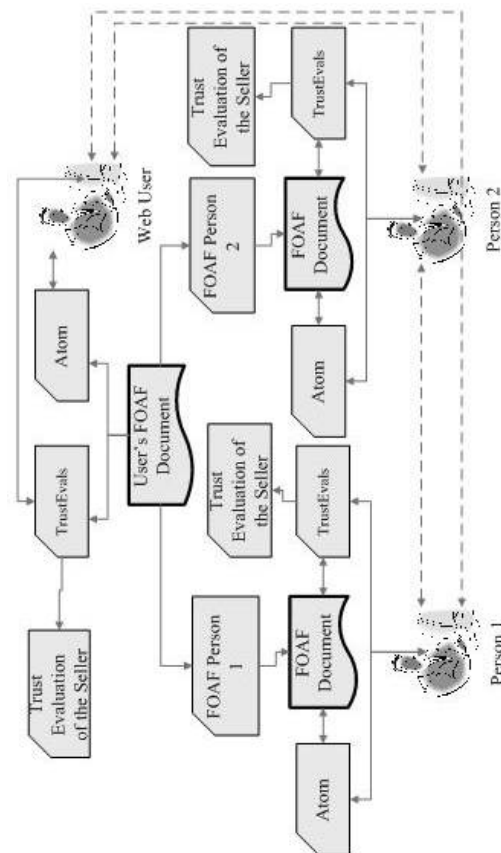 Trust
Evaluation
of the Seller
TrustEvals
Atom
Web User
User's FOAF
Document
FOAF Person
1
FOAF Person
2
Trust
Evaluation of
the Seller
Trust
Evaluation of
the Seller
Atom
FOAF
Document
TrustEvals
Atom
FOAF
Document
TrustEvals
Person 1
Person 2